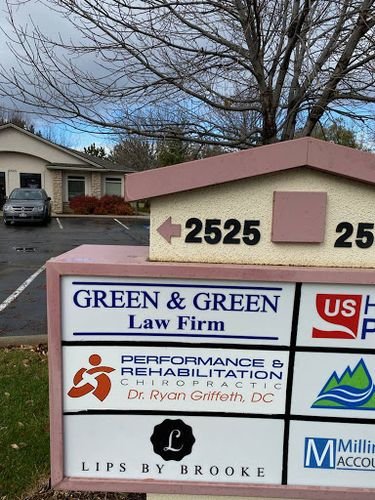 2525
25
GREEN & GREEN
Law Firm
US
PERFORMANCE &
REHABILITATION
CHIROPRACTIC
Dr. Ryan Griffeth, DC
L
LIPS BY BROOKE
M